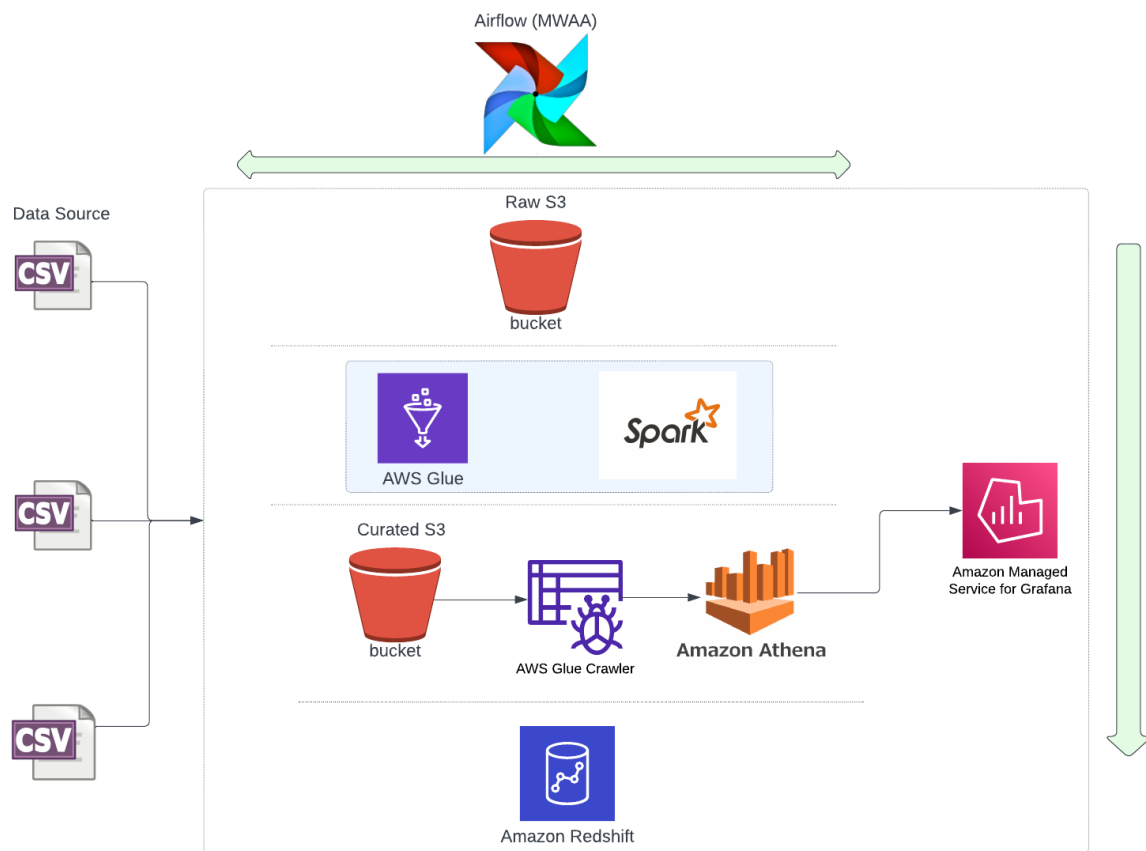 Airflow (MWAA)
Data Source
CSV
CSV
CSV
Raw S3
bucket
AWS Glue
Spark
Curated S3
bucket
AWS Glue Crawler
Amazon Athena
Amazon Managed
Service for Grafana
Amazon Redshift